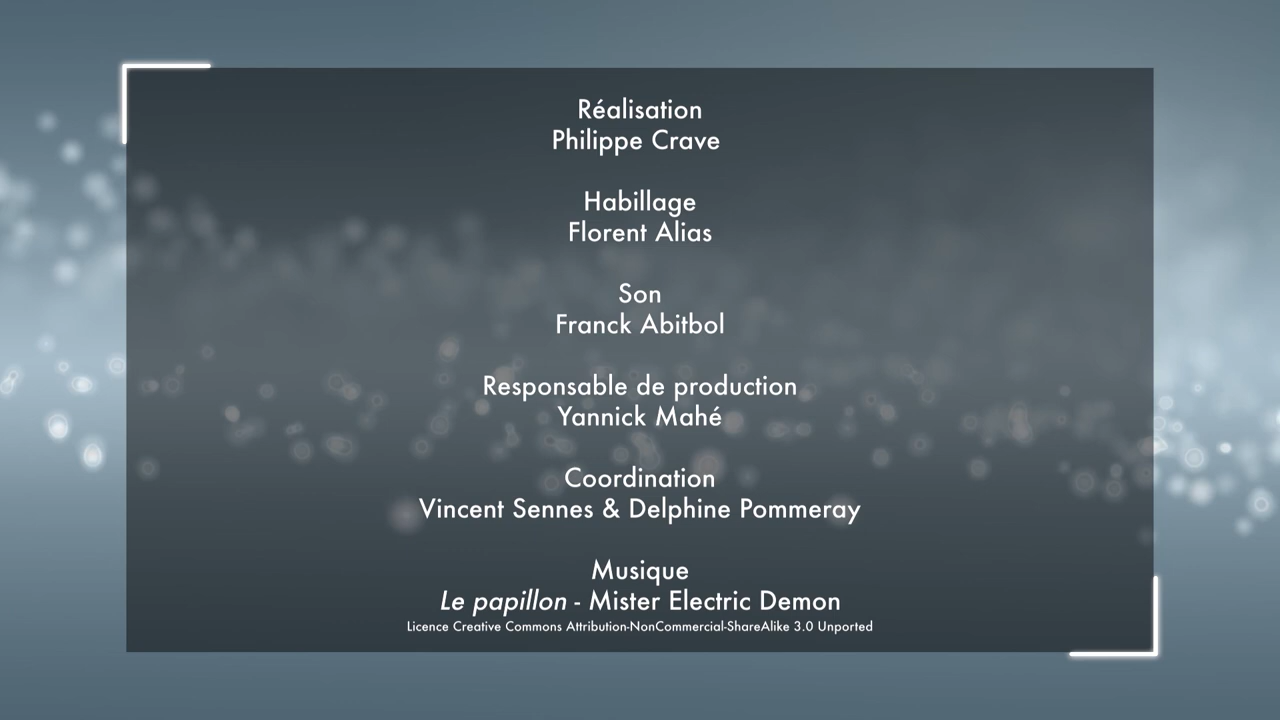 Réalisation
Philippe Crave
Habillage
Florent Alias
Son
Franck Abitbol
Responsable de production
Yannick Mahé
Coordination
Vincent Sennes & Delphine Pommeray
Musique
Le papillon - Mister Electric Demon
Licence Creative Commons Attribution-NonCommercial-ShareAlike 3.0 Unported